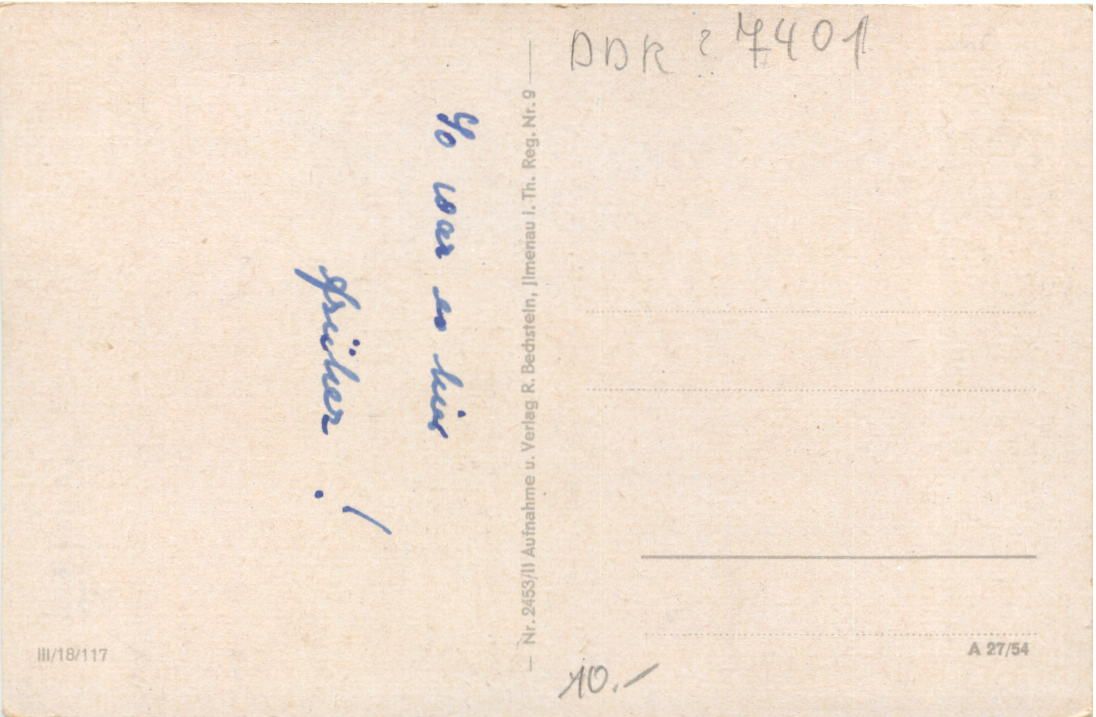 DDR ? 7401
So war es hier
früher !
— Nr. 2453/II Aufnahme u. Verlag R. Bechstein, Jlmenau i. Th. Reg. Nr. 9 —
III/18/117
A 27/54
10.-